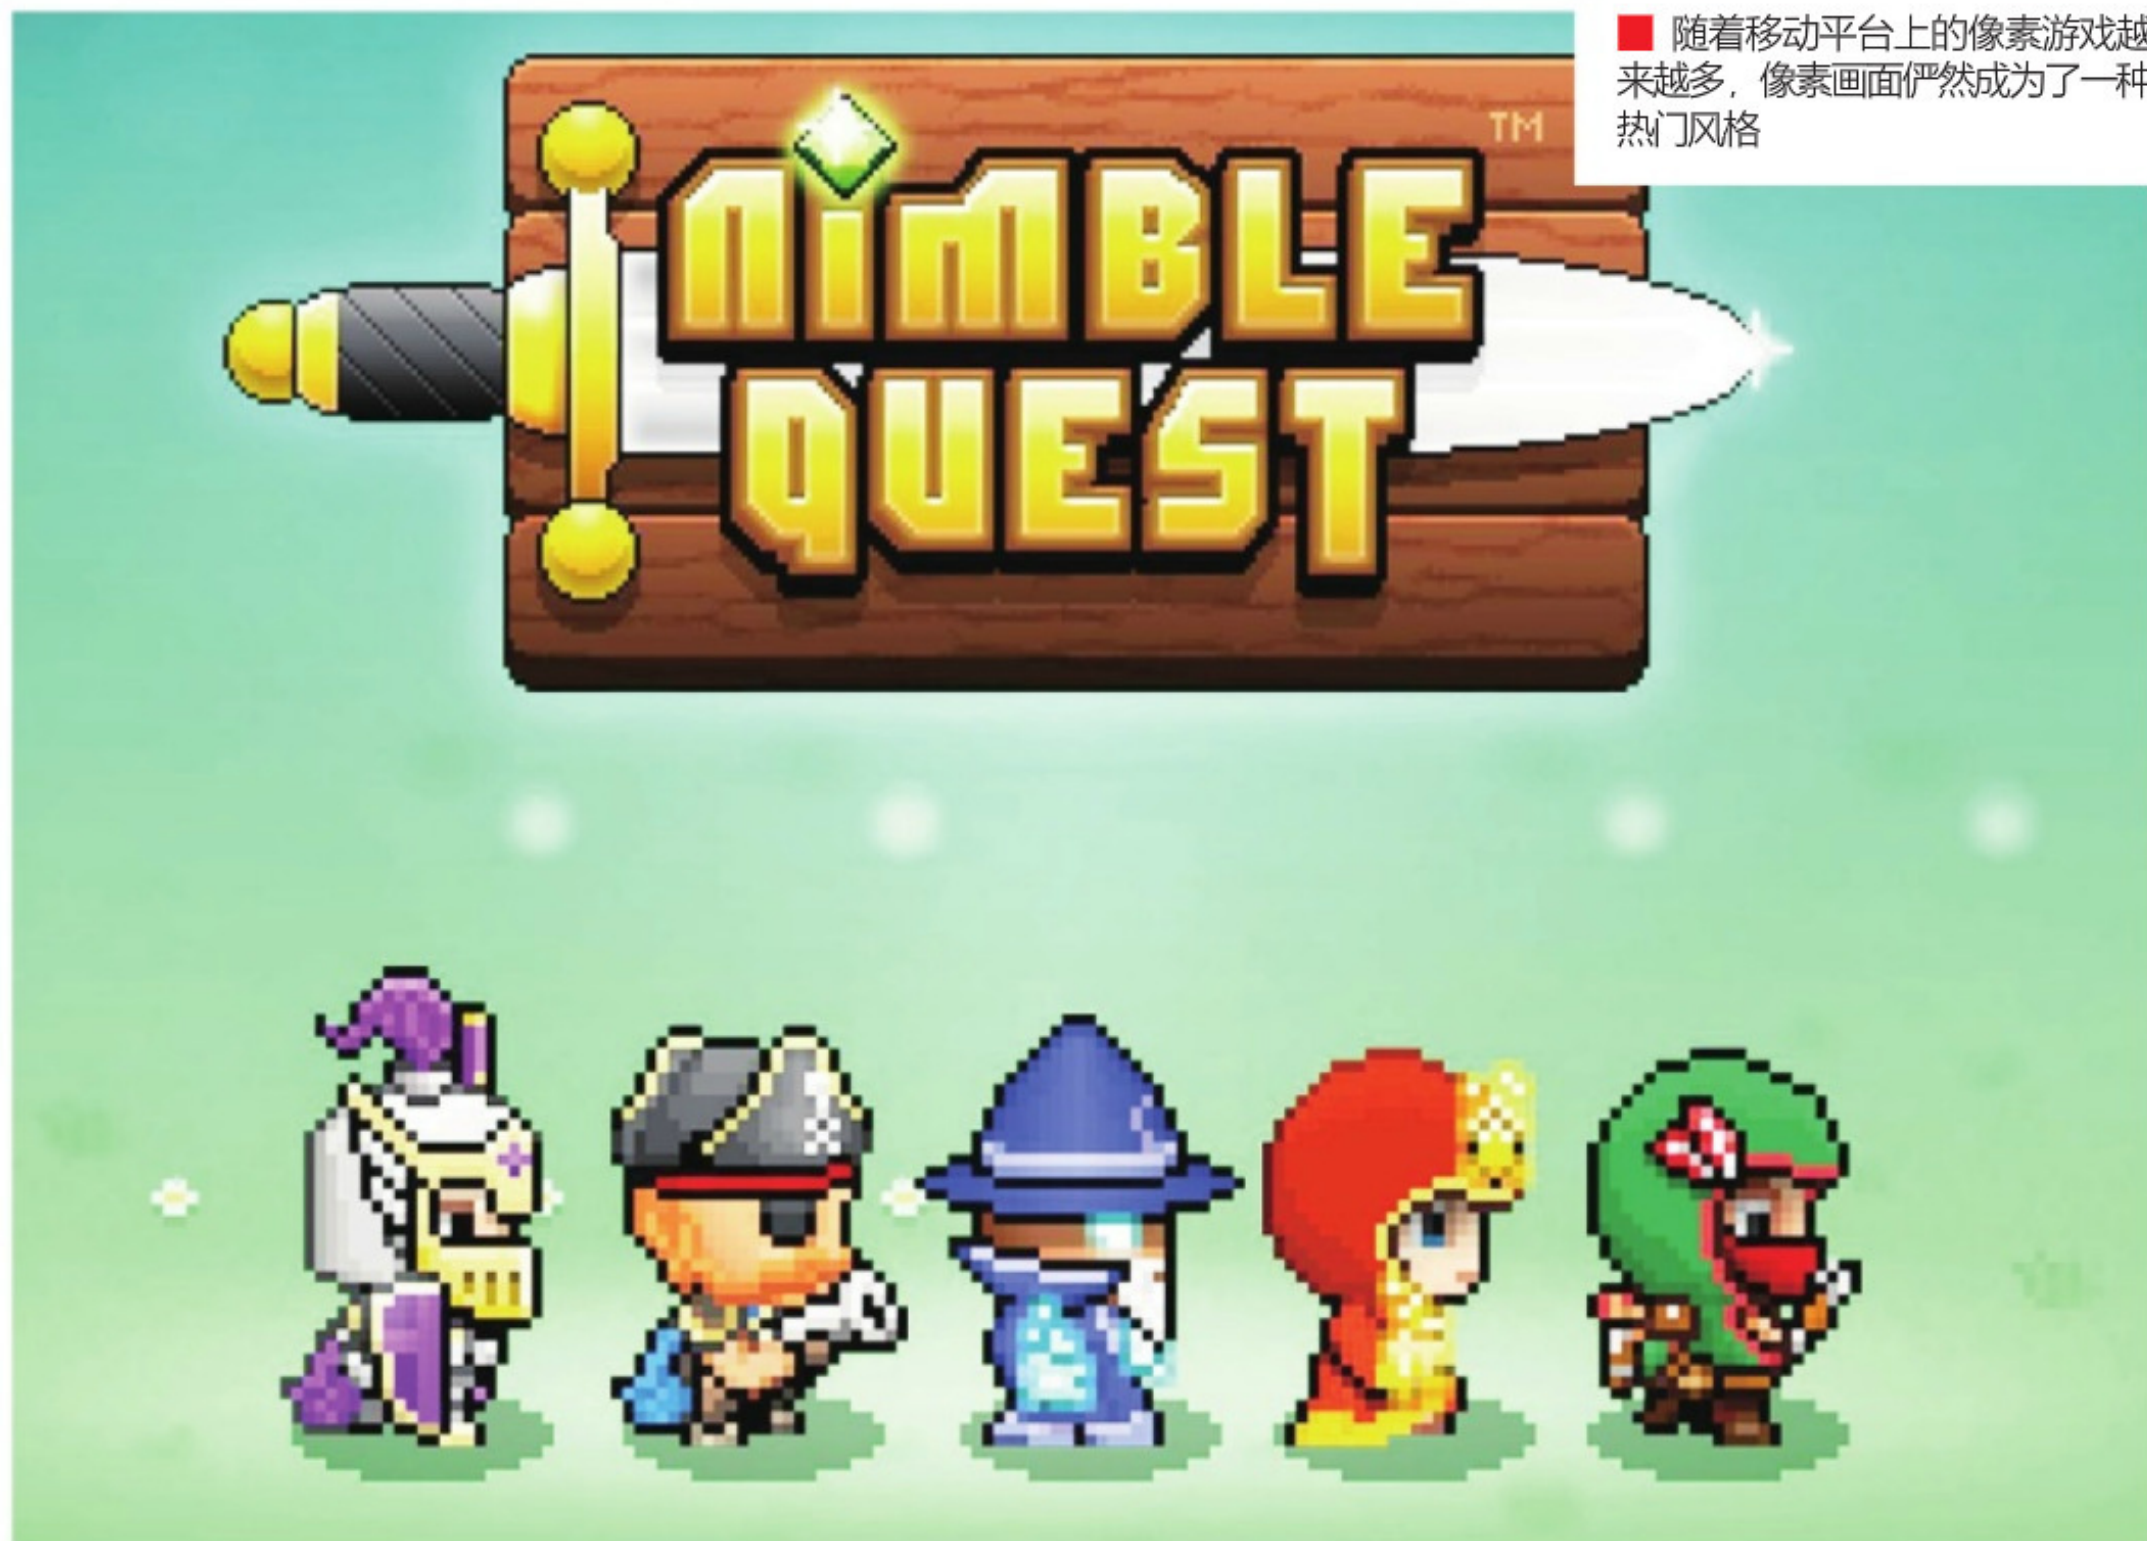 随着移动平台上的像素游戏越
来越多，像素画面俨然成为了一种
热门风格
NiMBLE
QUEST
TM